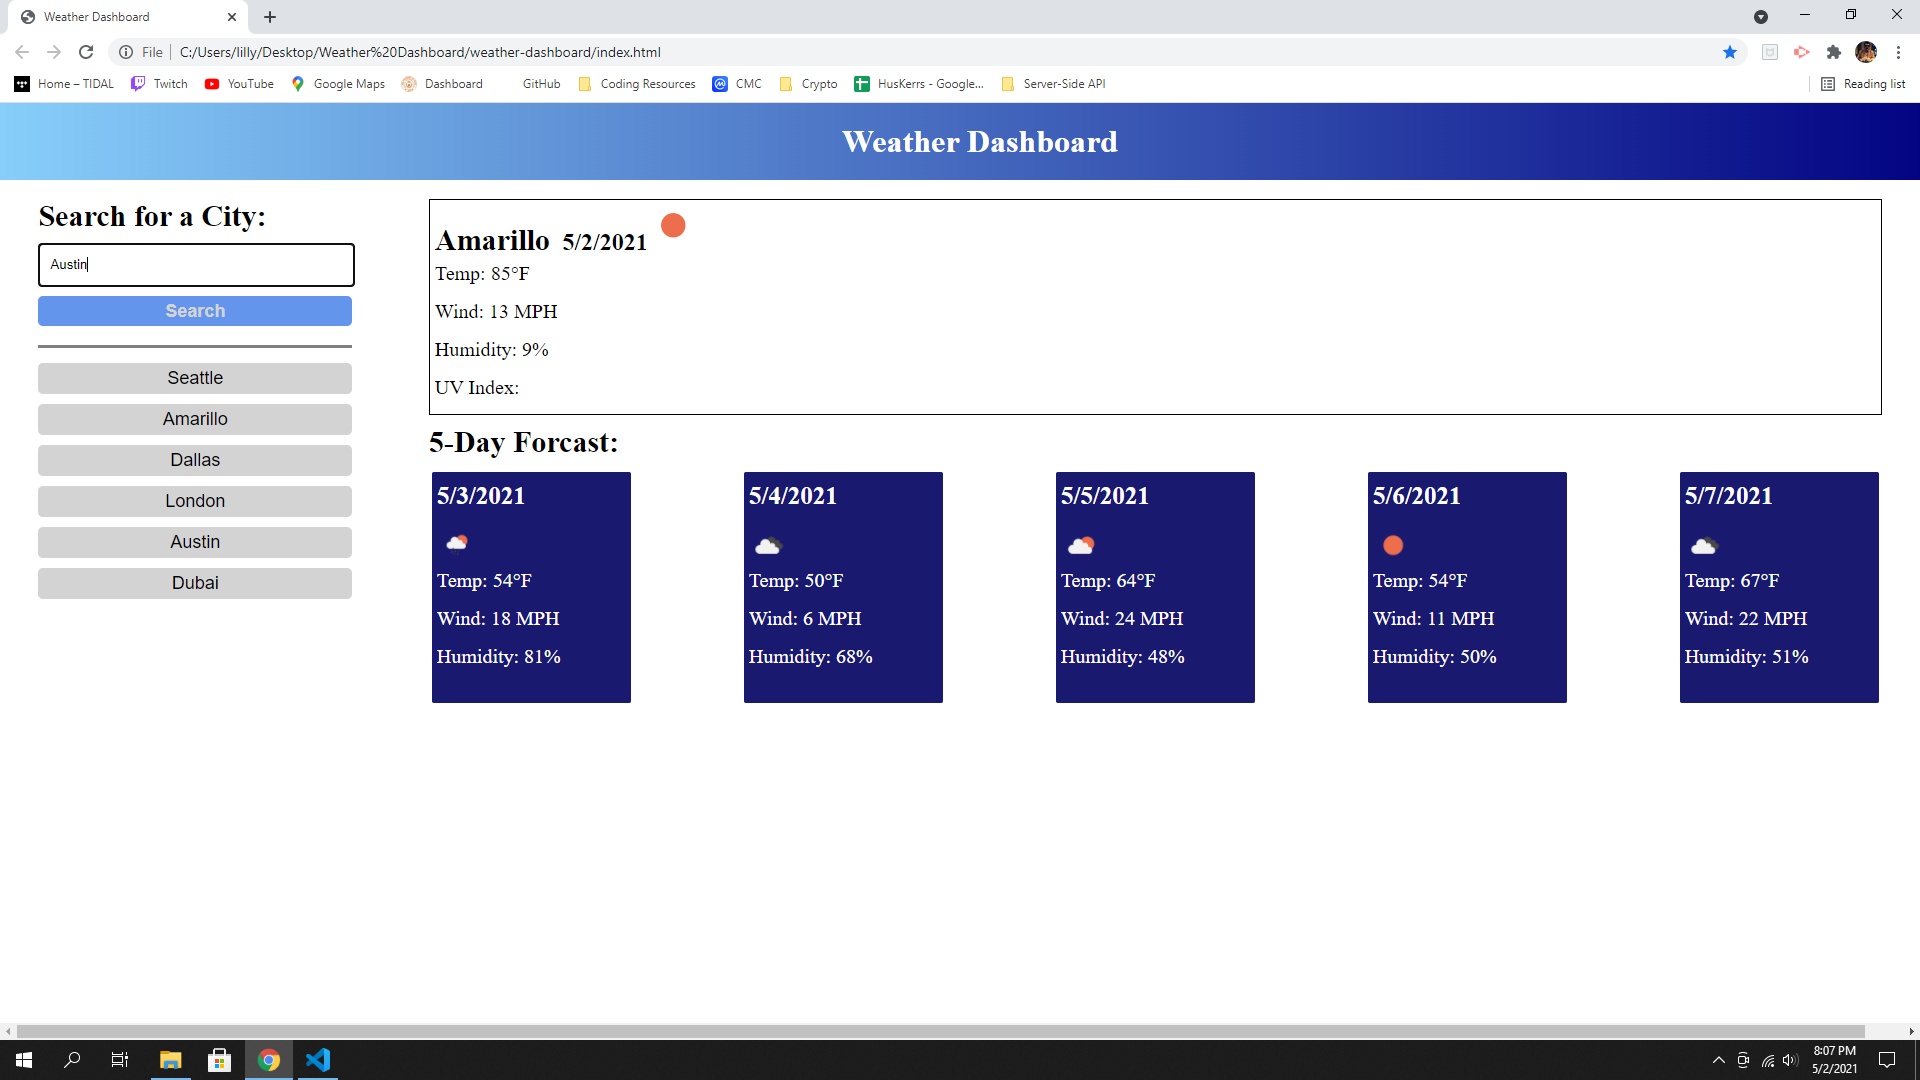 Weather Dashboard
File C:/Users/lilly/Desktop/Weather%20Dashboard/weather-dashboard/index.html
Home – TIDAL Twitch YouTube Google Maps Dashboard GitHub Coding Resources CMC Crypto HusKerrs - Google... Server-Side API Reading list
Weather Dashboard
Search for a City:
Austin
Search
Seattle
Amarillo
Dallas
London
Austin
Dubai
Amarillo 5/2/2021
Temp: 85°F
Wind: 13 MPH
Humidity: 9%
UV Index:
5-Day Forcast:
5/3/2021
Temp: 54°F
Wind: 18 MPH
Humidity: 81%
5/4/2021
Temp: 50°F
Wind: 6 MPH
Humidity: 68%
5/5/2021
Temp: 64°F
Wind: 24 MPH
Humidity: 48%
5/6/2021
Temp: 54°F
Wind: 11 MPH
Humidity: 50%
5/7/2021
Temp: 67°F
Wind: 22 MPH
Humidity: 51%
8:07 PM
5/2/2021